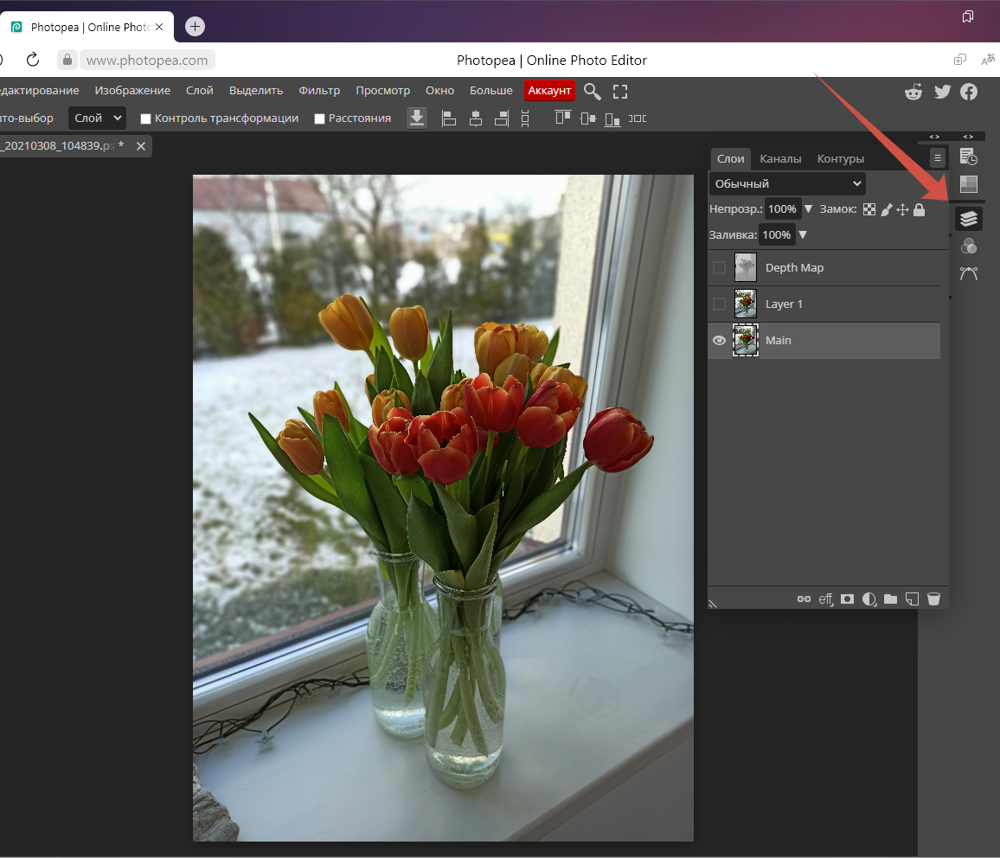 Photopea | Online Photo
www.photopea.com
Photopea | Online Photo Editor
едактирование Изображение Слой Выделить Фильтр Просмотр Окно Больше Аккаунт
вто-выбор Слой Контроль трансформации Расстояния
_20210308_104839.ps *
Слои Каналы Контуры
Обычный
Непрозр.: 100% Замок:
Заливка: 100%
Depth Map
Layer 1
Main
eff